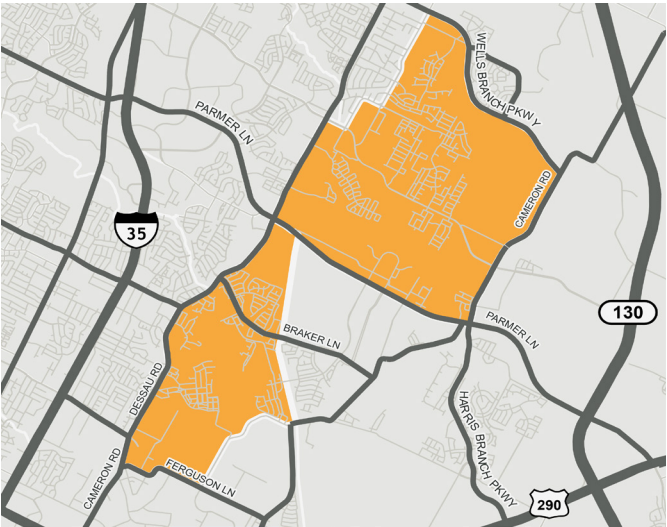 WELLS BRANCH PKWY
PARMER LN
CAMERON RD
35
130
PARMER LN
BRAKER LN
DESSAU RD
HARRIS BRANCH PKWY
CAMERON RD
FERGUSON LN
290